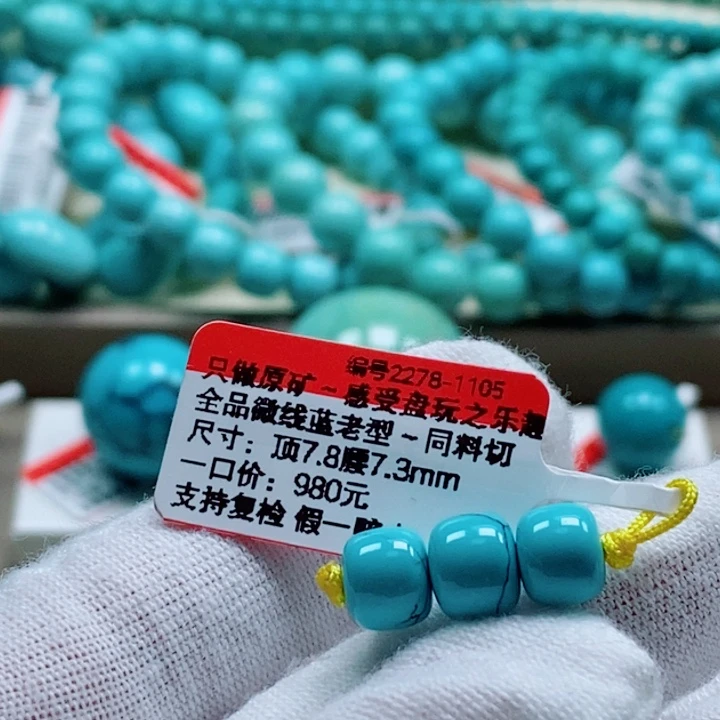 编号2278-1105
只做原矿~感受盘玩之乐趣
全品微线蓝老型~同料切
尺寸：顶7.8腰7.3mm
一口价：980元
支持复检 假一赔